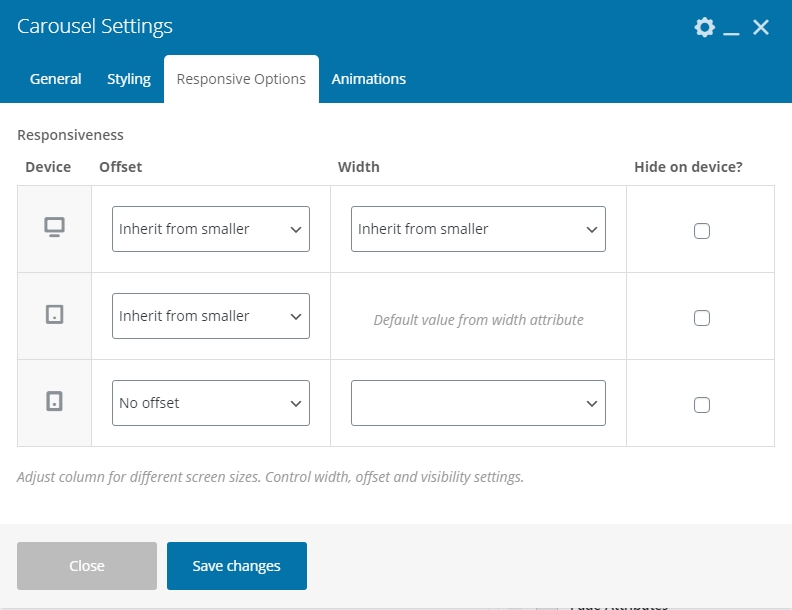 Carousel Settings
General Styling Responsive Options Animations
Responsiveness
Device Offset Width Hide on device?
Inherit from smaller Inherit from smaller
Inherit from smaller Default value from width attribute
No offset
Adjust column for different screen sizes. Control width, offset and visibility settings.
Close Save changes